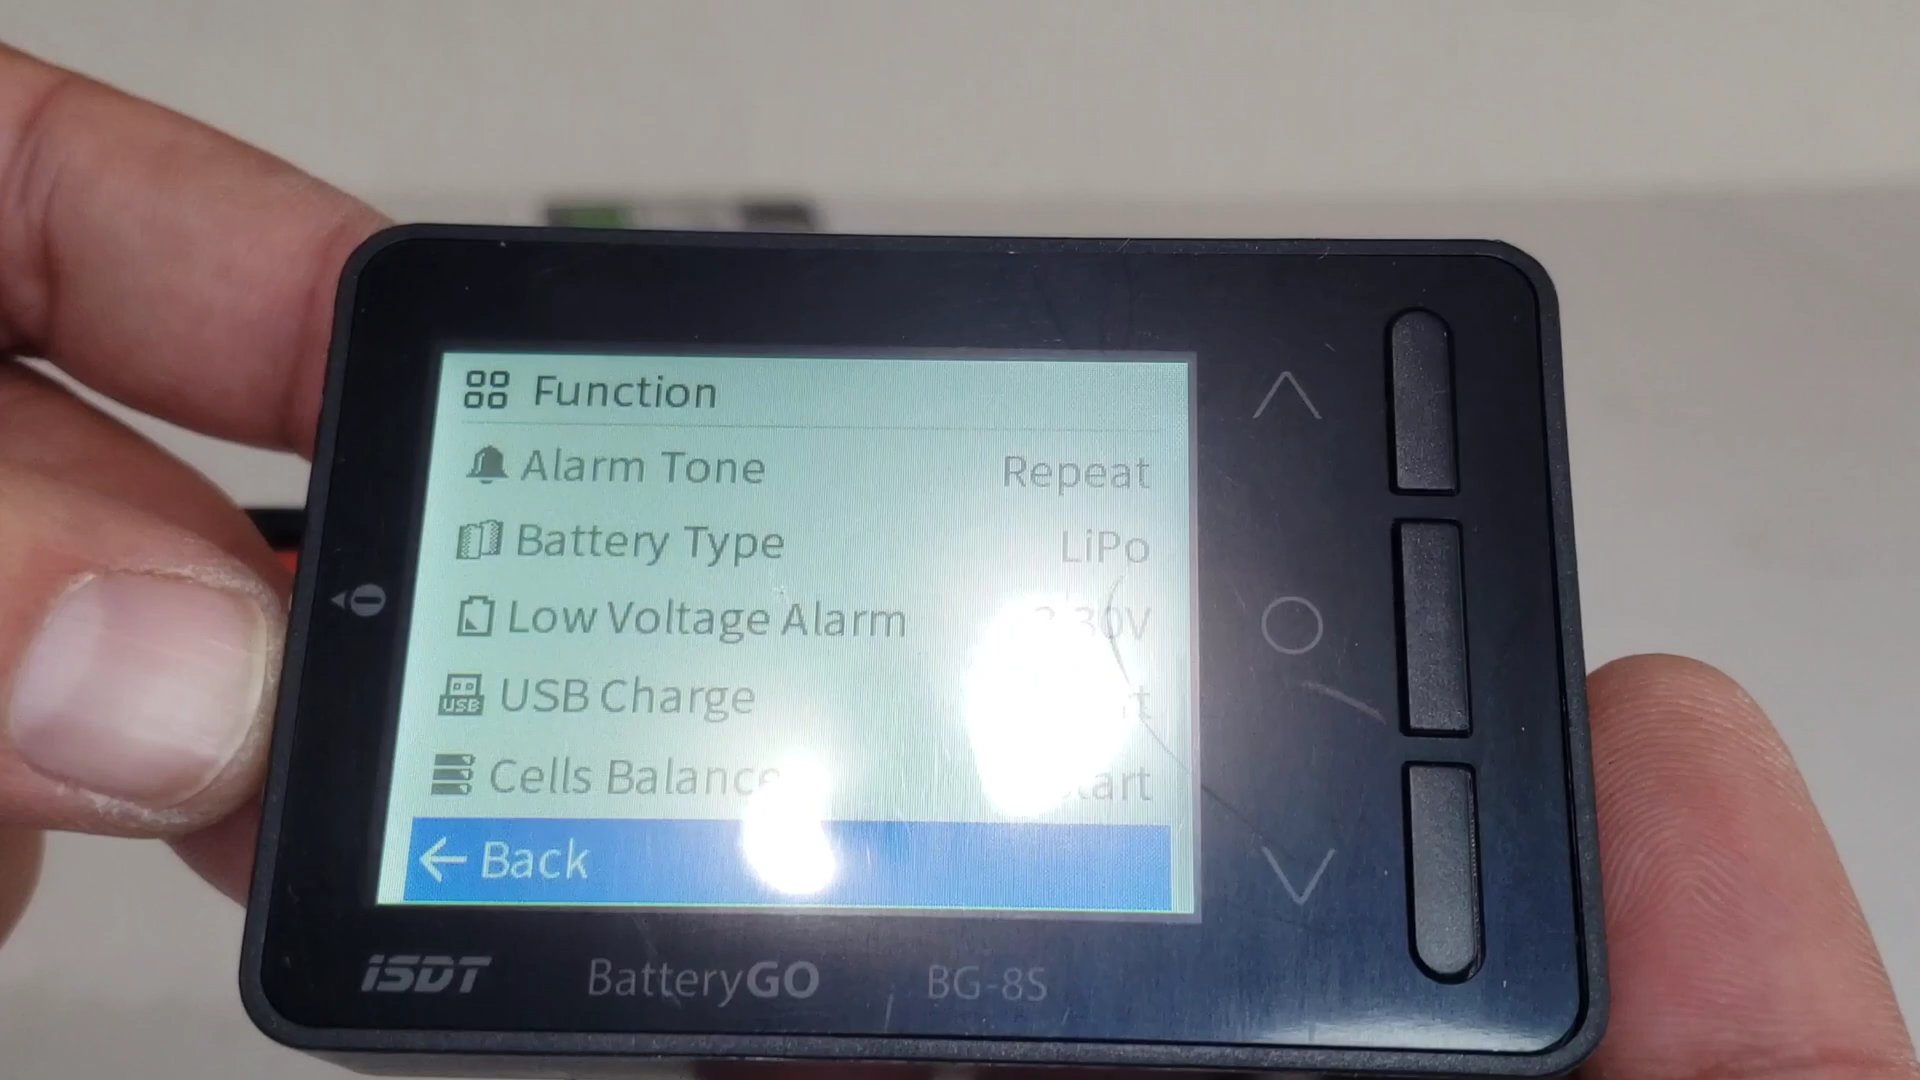 Function
Alarm Tone Repeat
Battery Type LiPo
Low Voltage Alarm
USB Charge
Cells Balance
Back
iSDT BatteryGO BG-8S